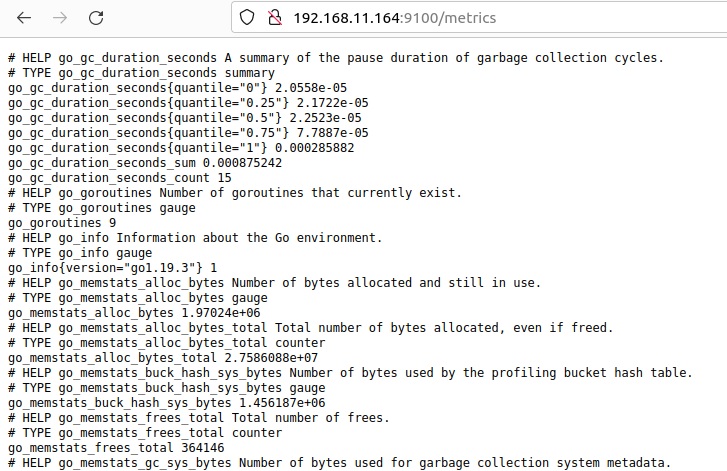 192.168.11.164:9100/metrics
# HELP go_gc_duration_seconds A summary of the pause duration of garbage collection cycles.
# TYPE go_gc_duration_seconds summary
go_gc_duration_seconds{quantile="0"} 2.0558e-05
go_gc_duration_seconds{quantile="0.25"} 2.1722e-05
go_gc_duration_seconds{quantile="0.5"} 2.2523e-05
go_gc_duration_seconds{quantile="0.75"} 7.7887e-05
go_gc_duration_seconds{quantile="1"} 0.000285882
go_gc_duration_seconds_sum 0.000875242
go_gc_duration_seconds_count 15
# HELP go_goroutines Number of goroutines that currently exist.
# TYPE go_goroutines gauge
go_goroutines 9
# HELP go_info Information about the Go environment.
# TYPE go_info gauge
go_info{version="go1.19.3"} 1
# HELP go_memstats_alloc_bytes Number of bytes allocated and still in use.
# TYPE go_memstats_alloc_bytes gauge
go_memstats_alloc_bytes 1.97024e+06
# HELP go_memstats_alloc_bytes_total Total number of bytes allocated, even if freed.
# TYPE go_memstats_alloc_bytes_total counter
go_memstats_alloc_bytes_total 2.7586088e+07
# HELP go_memstats_buck_hash_sys_bytes Number of bytes used by the profiling bucket hash table.
# TYPE go_memstats_buck_hash_sys_bytes gauge
go_memstats_buck_hash_sys_bytes 1.456187e+06
# HELP go_memstats_frees_total Total number of frees.
# TYPE go_memstats_frees_total counter
go_memstats_frees_total 364146
# HELP go_memstats_gc_sys_bytes Number of bytes used for garbage collection system metadata.